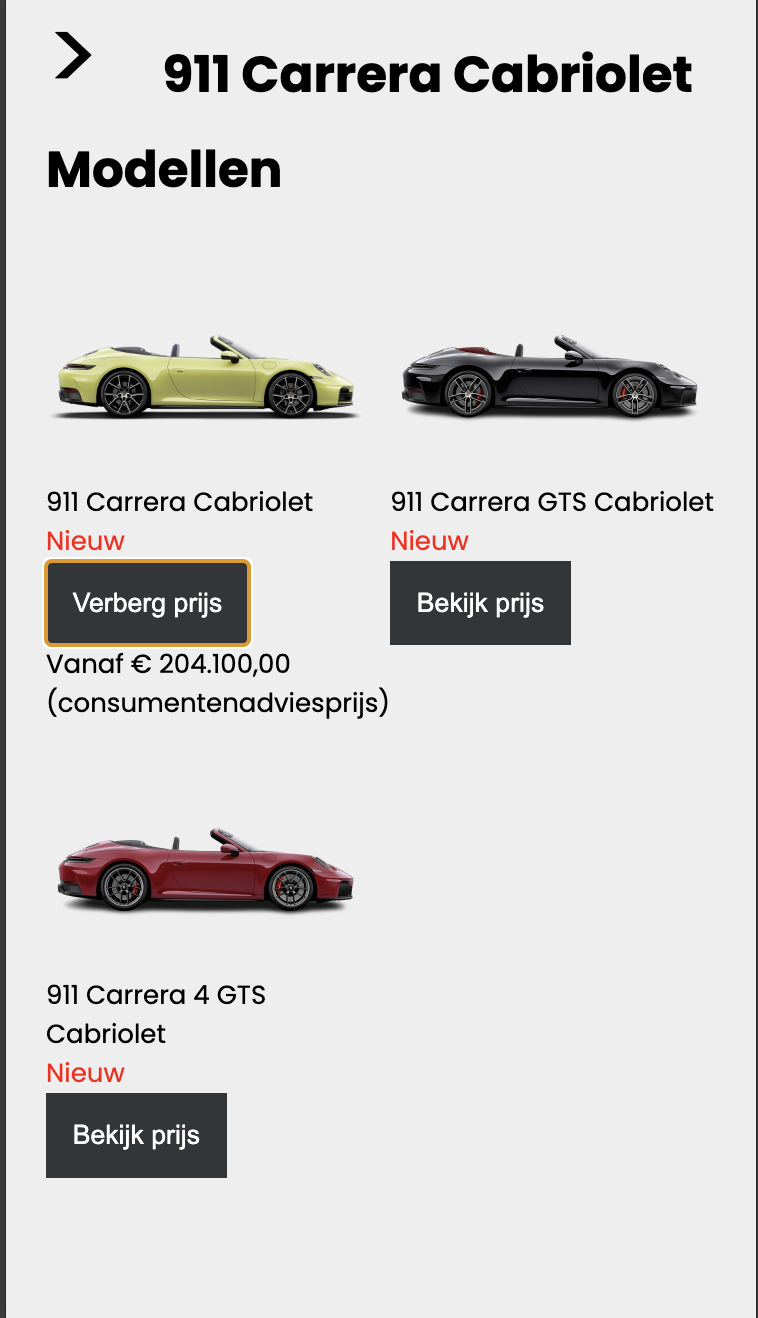 911 Carrera Cabriolet
Modellen
911 Carrera Cabriolet
Nieuw
Verberg prijs
Vanaf € 204.100,00
(consumentenadviesprijs)
911 Carrera GTS Cabriolet
Nieuw
Bekijk prijs
911 Carrera 4 GTS
Cabriolet
Nieuw
Bekijk prijs